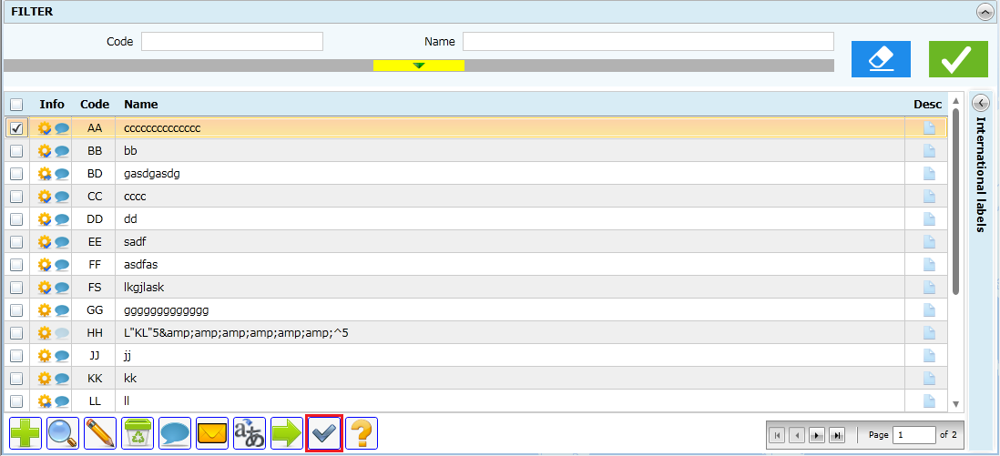 FILTER
Code Name
Info Code Name Desc
AA cccccccccccccc
BB bb
BD gasdgasdg
CC cccc
DD dd
EE sadf
FF asdfas
FS lkgjlask
GG ggggggggggggg
HH L"KL"5&amp;amp;amp;amp;amp;amp;^5
JJ jj
KK kk
LL ll
International labels
aあ
Page 1 of 2